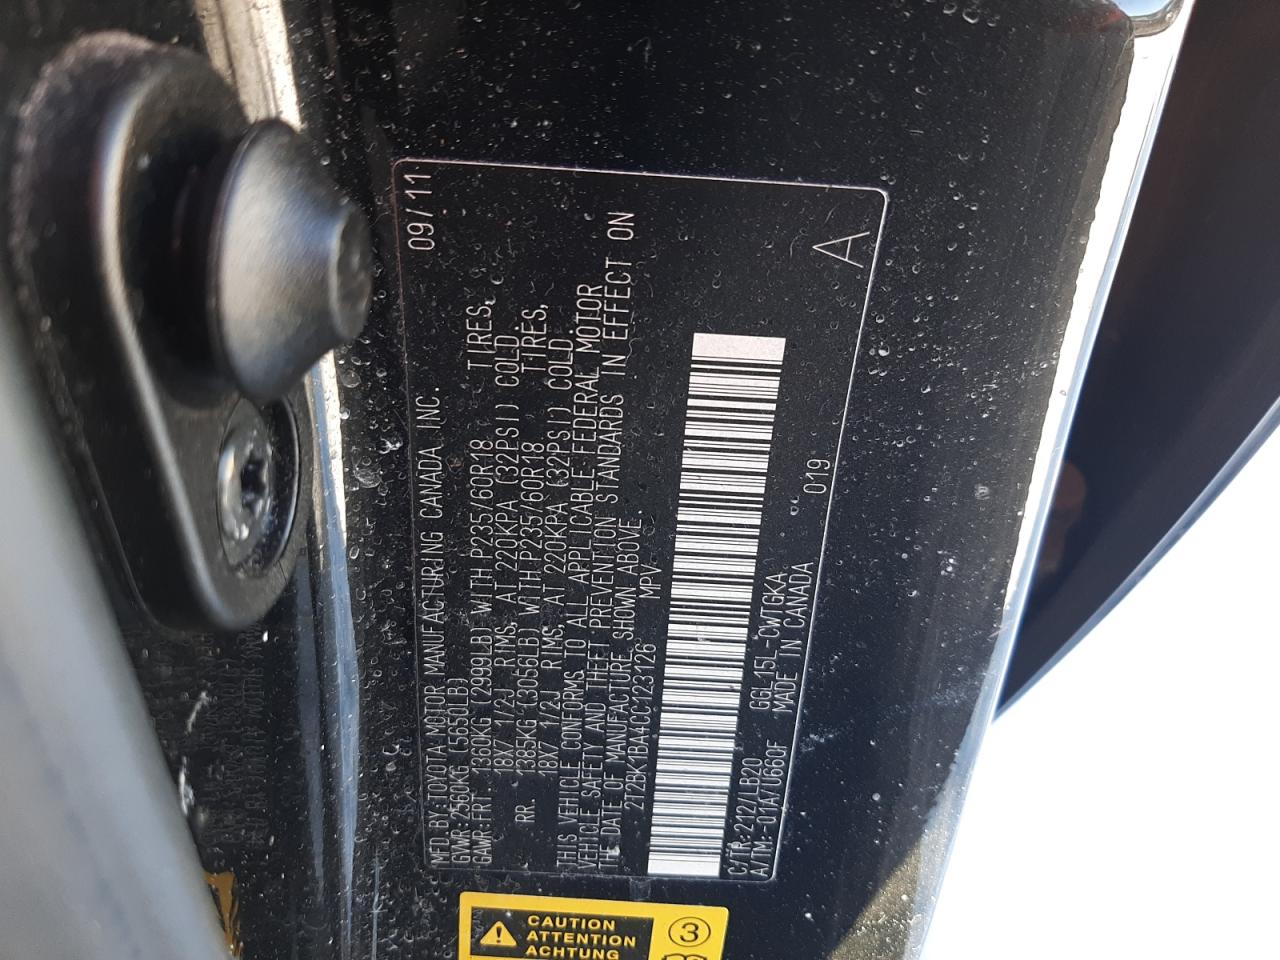 MFD.BY:TOYOTA MOTOR MANUFACTURING CANADA INC. 09/11
GVWR:2560KG (5650LB)
GAWR:FRT. 1360KG (2999LB) WITH P235/60R18 TIRES,
18X7 1/2J RIMS, AT 220KPA (32PSI) COLD.
RR. 1385KG (3056LB) WITH P235/60R18 TIRES,
18X7 1/2J RIMS, AT 220KPA (32PSI) COLD.
THIS VEHICLE CONFORMS TO ALL APPLICABLE FEDERAL MOTOR
VEHICLE SAFETY AND THEFT PREVENTION STANDARDS IN EFFECT ON
THE DATE OF MANUFACTURE SHOWN ABOVE.
2T2BK1BA4CC123126 MPV
C/TR:212/LB20 GGL15L-CWTGKA 019 A
A/TM:-01A/U660F MADE IN CANADA
CAUTION
ATTENTION
ACHTUNG
3